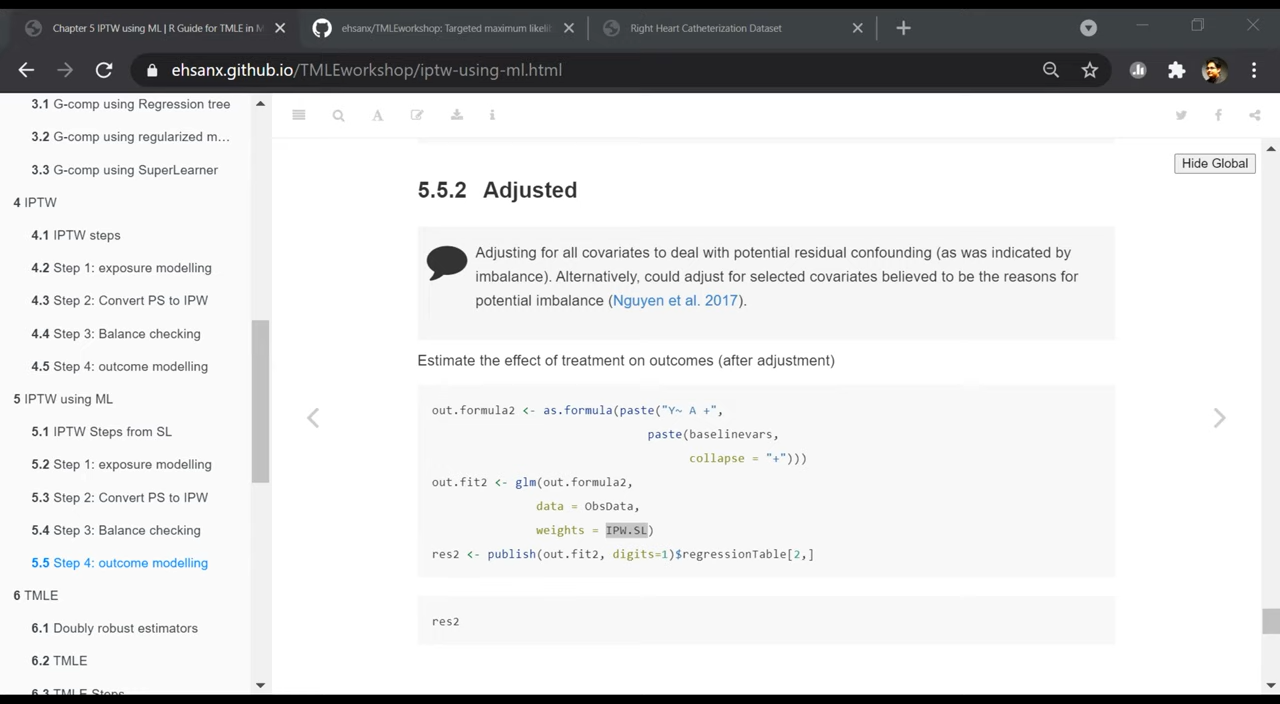 Chapter 5 IPTW using ML | R Guide for TMLE in M
ehsanx/TMLEworkshop: Targeted maximum likeli
Right Heart Catheterization Dataset
ehsanx.github.io/TMLEworkshop/iptw-using-ml.html
3.1 G-comp using Regression tree
3.2 G-comp using regularized m...
3.3 G-comp using SuperLearner
4 IPTW
4.1 IPTW steps
4.2 Step 1: exposure modelling
4.3 Step 2: Convert PS to IPW
4.4 Step 3: Balance checking
4.5 Step 4: outcome modelling
5 IPTW using ML
5.1 IPTW Steps from SL
5.2 Step 1: exposure modelling
5.3 Step 2: Convert PS to IPW
5.4 Step 3: Balance checking
5.5 Step 4: outcome modelling
6 TMLE
6.1 Doubly robust estimators
6.2 TMLE
6.3 TMLE Steps
Hide Global
5.5.2 Adjusted
Adjusting for all covariates to deal with potential residual confounding (as was indicated by
imbalance). Alternatively, could adjust for selected covariates believed to be the reasons for
potential imbalance (Nguyen et al. 2017).
Estimate the effect of treatment on outcomes (after adjustment)
out.formula2 <- as.formula(paste("Y~ A +",
paste(baselinevars,
collapse = "+")))
out.fit2 <- glm(out.formula2,
data = ObsData,
weights = IPW.SL)
res2 <- publish(out.fit2, digits=1)$regressionTable[2,]
res2